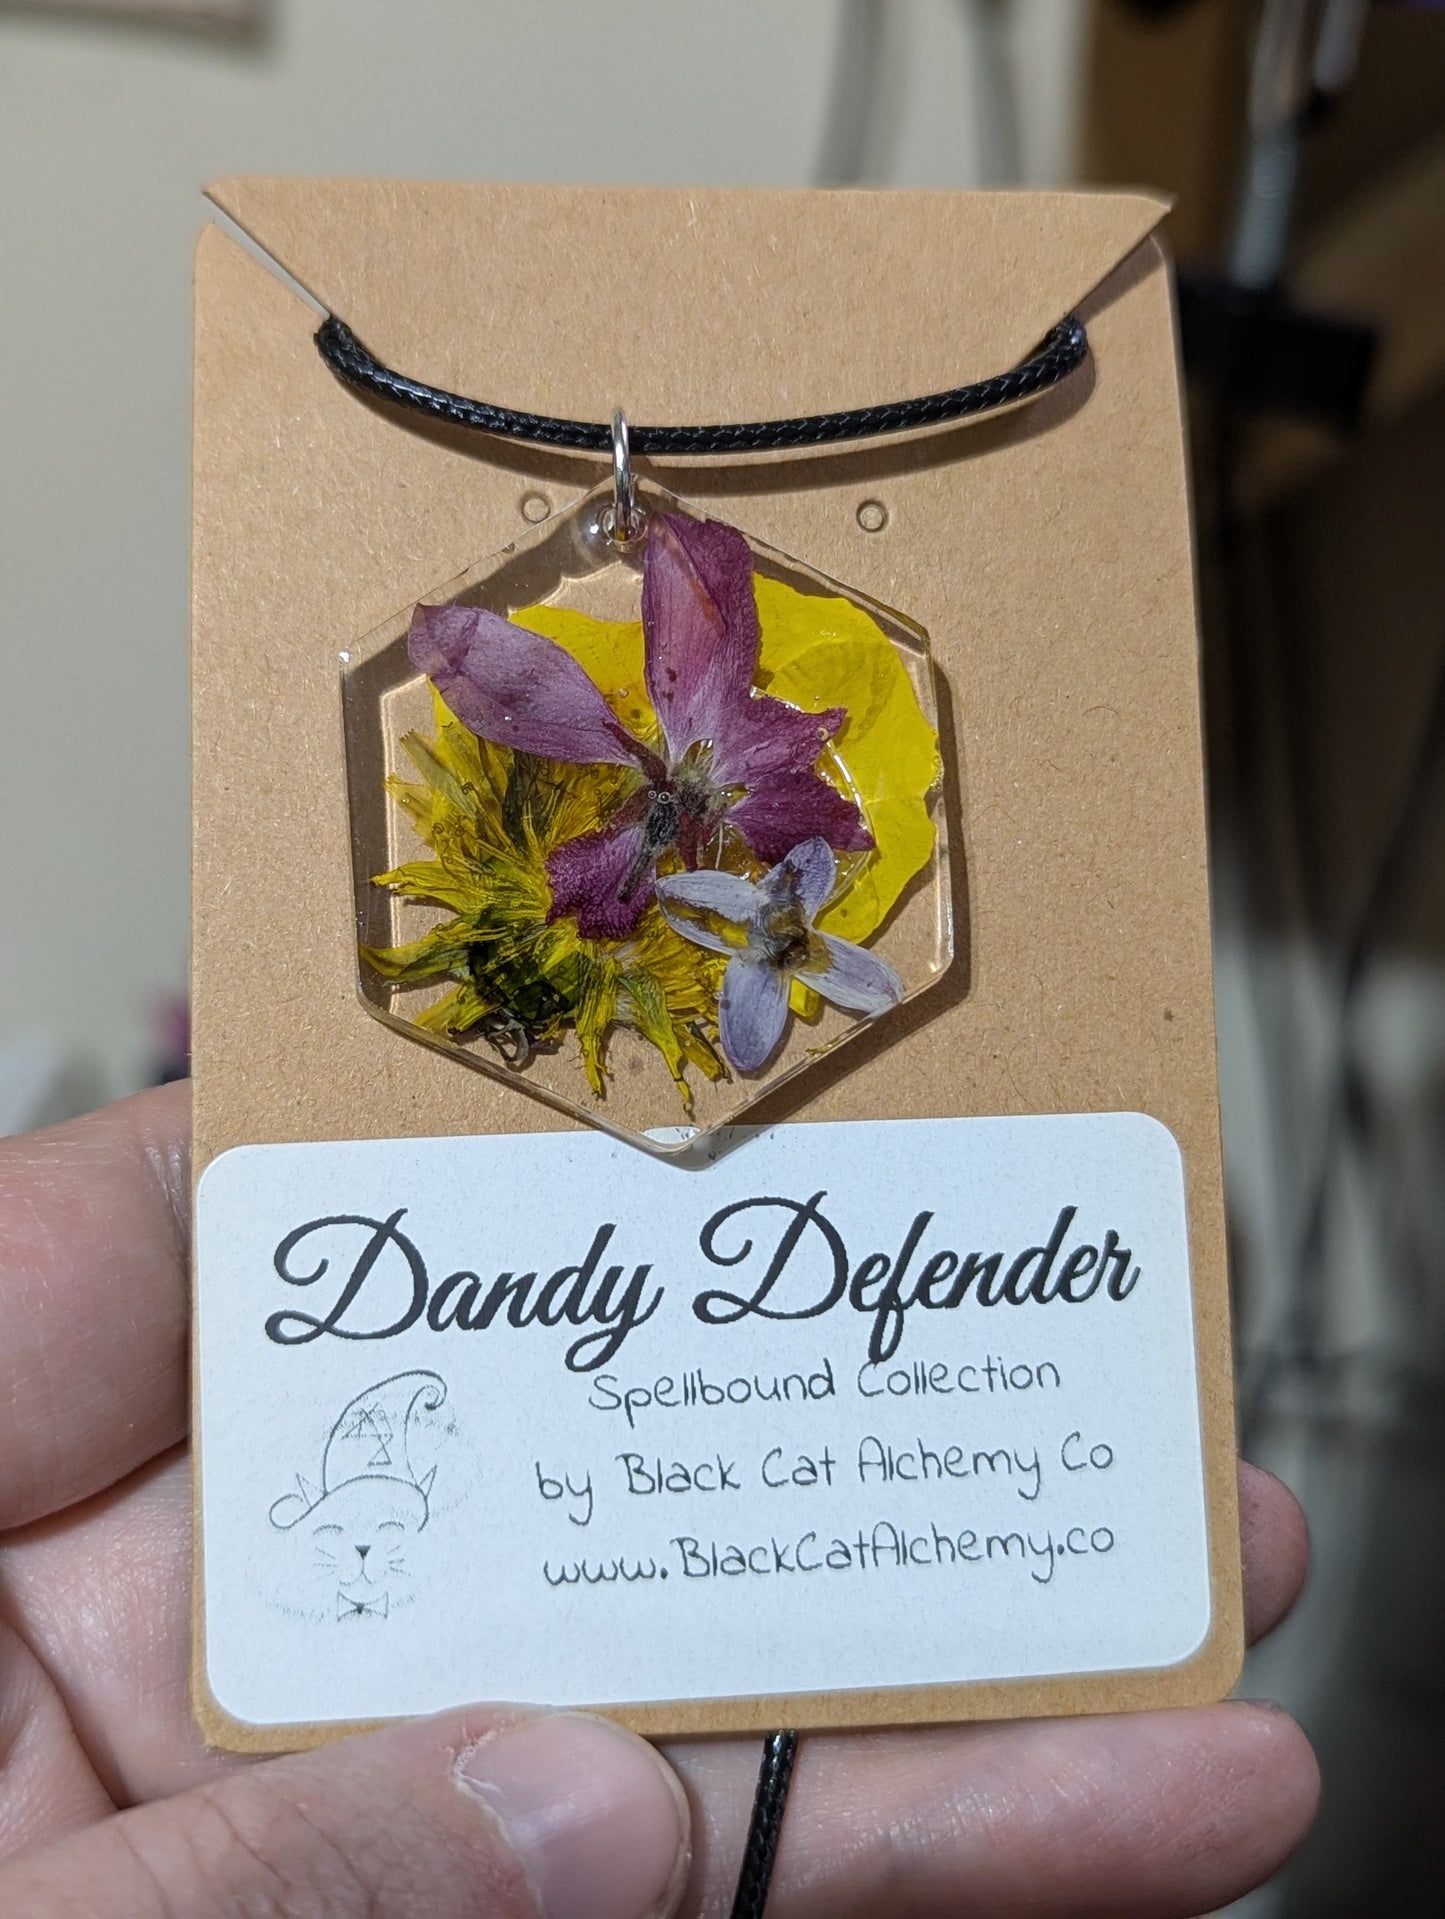 Dandy Defender
Spellbound Collection
by Black Cat Alchemy Co
www.BlackCatAlchemy.co